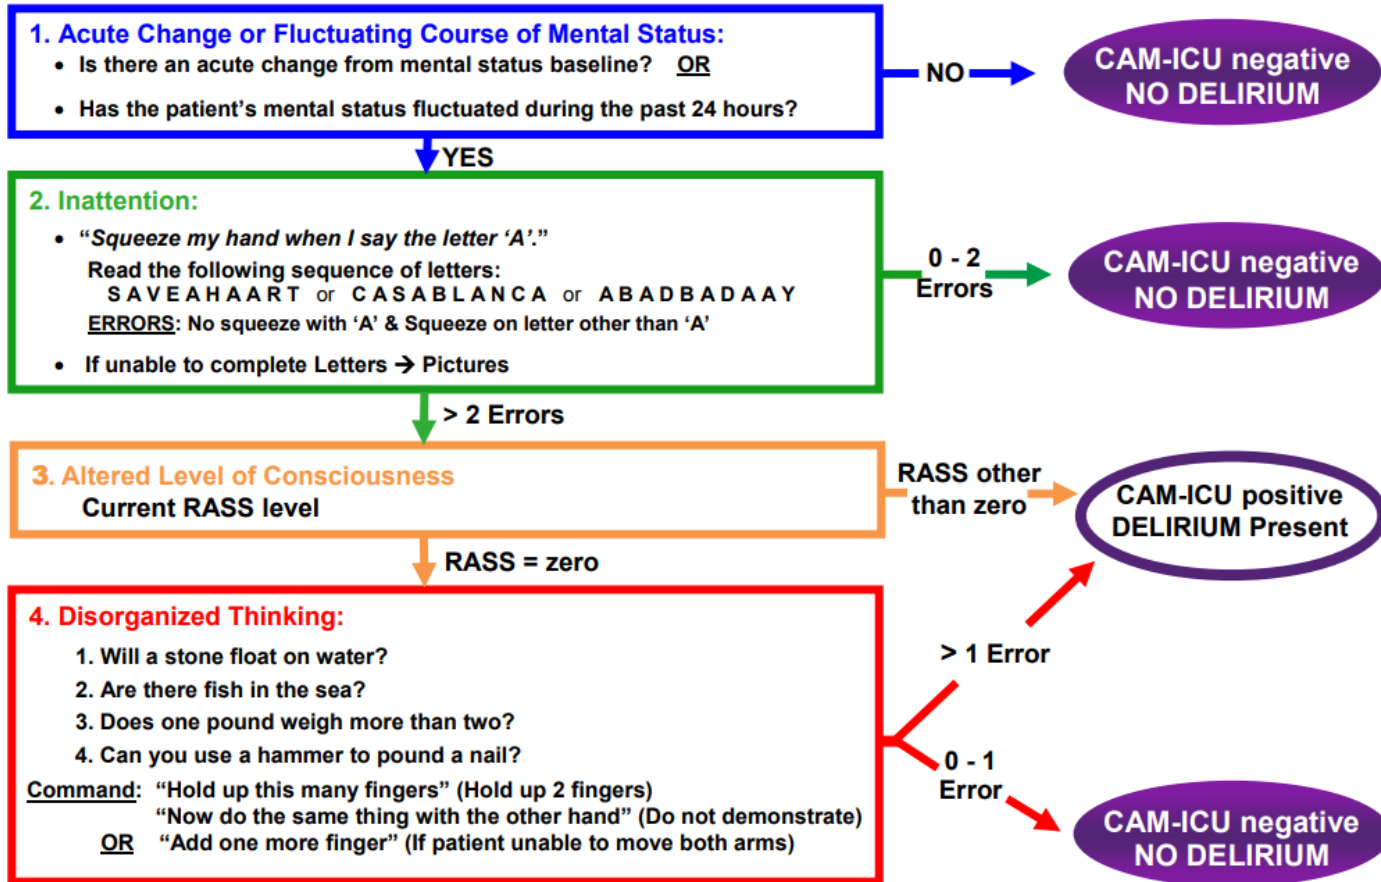 1. Acute Change or Fluctuating Course of Mental Status:
• Is there an acute change from mental status baseline? OR
• Has the patient's mental status fluctuated during the past 24 hours?
NO
CAM-ICU negative
NO DELIRIUM
YES
2. Inattention:
• “Squeeze my hand when I say the letter ‘A’.”
Read the following sequence of letters:
S A V E A H A A R T or C A S A B L A N C A or A B A D B A D A A Y
ERRORS: No squeeze with ‘A’ & Squeeze on letter other than ‘A’
• If unable to complete Letters → Pictures
0 - 2
Errors
CAM-ICU negative
NO DELIRIUM
> 2 Errors
3. Altered Level of Consciousness
Current RASS level
RASS other
than zero
CAM-ICU positive
DELIRIUM Present
RASS = zero
4. Disorganized Thinking:
1. Will a stone float on water?
2. Are there fish in the sea?
3. Does one pound weigh more than two?
4. Can you use a hammer to pound a nail?
Command: “Hold up this many fingers” (Hold up 2 fingers)
“Now do the same thing with the other hand” (Do not demonstrate)
OR “Add one more finger” (If patient unable to move both arms)
> 1 Error
0 - 1
Error
CAM-ICU negative
NO DELIRIUM